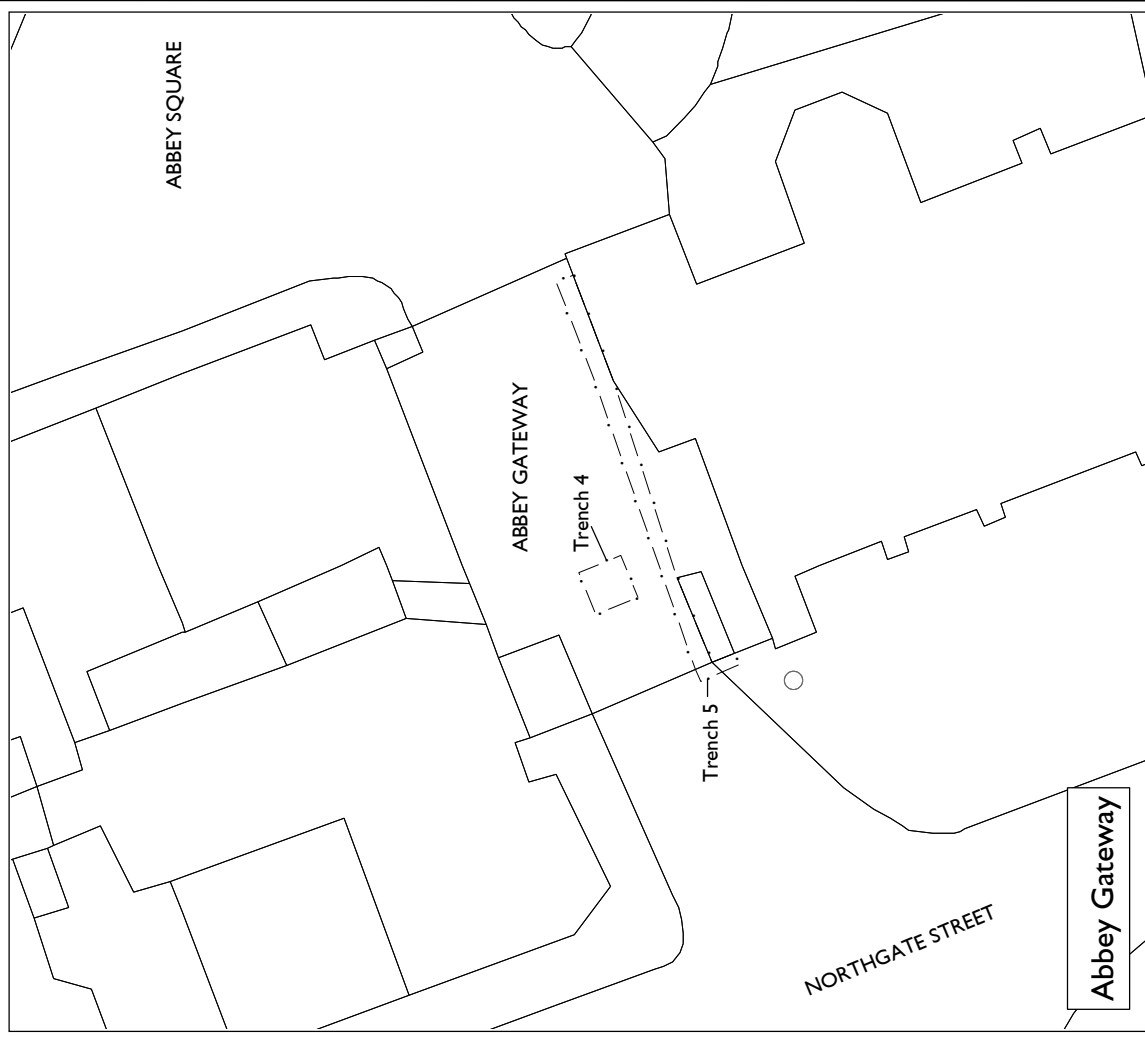 ABBEY SQUARE
ABBEY GATEWAY
Trench 4
Trench 5
NORTHGATE STREET
Abbey Gateway